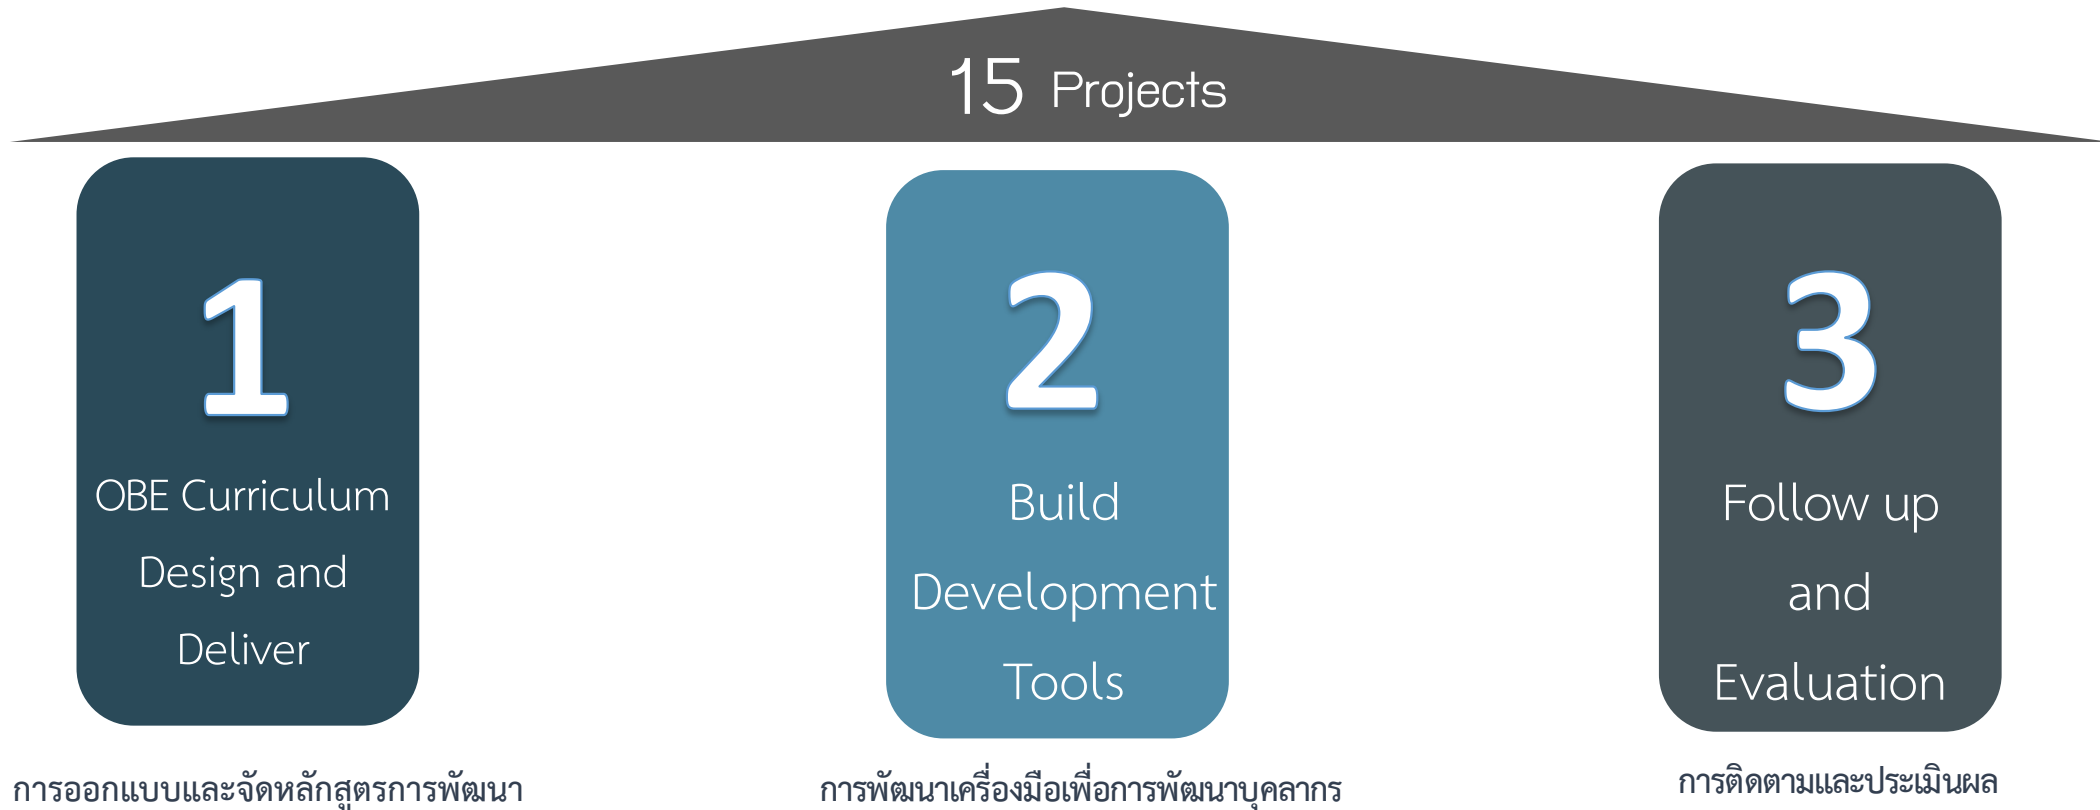 15 Projects
1
OBE Curriculum
Design and
Deliver
การออกแบบและจัดหลักสูตรการพัฒนา
2
Build
Development
Tools
การพัฒนาเครื่องมือเพื่อการพัฒนาบุคลากร
3
Follow up
and
Evaluation
การติดตามและประเมินผล